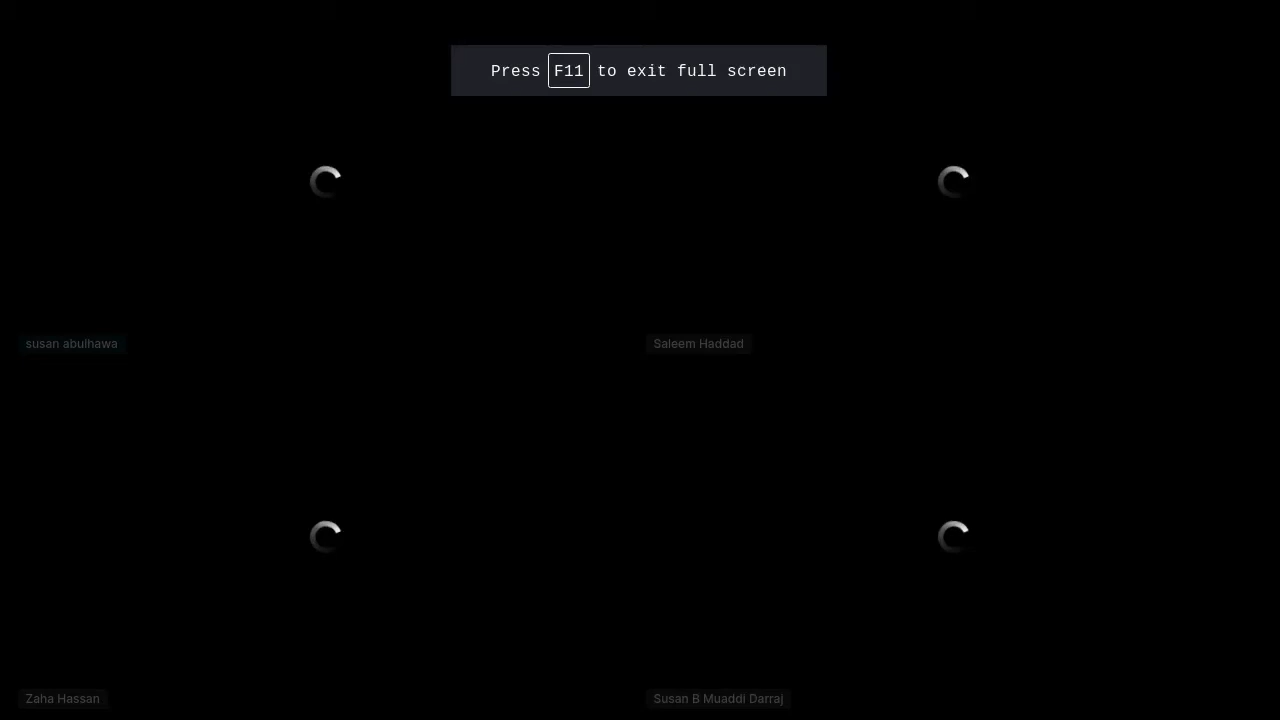 Press F11 to exit full screen
susan abulhawa
Saleem Haddad
Zaha Hassan
Susan B Muaddi Darraj